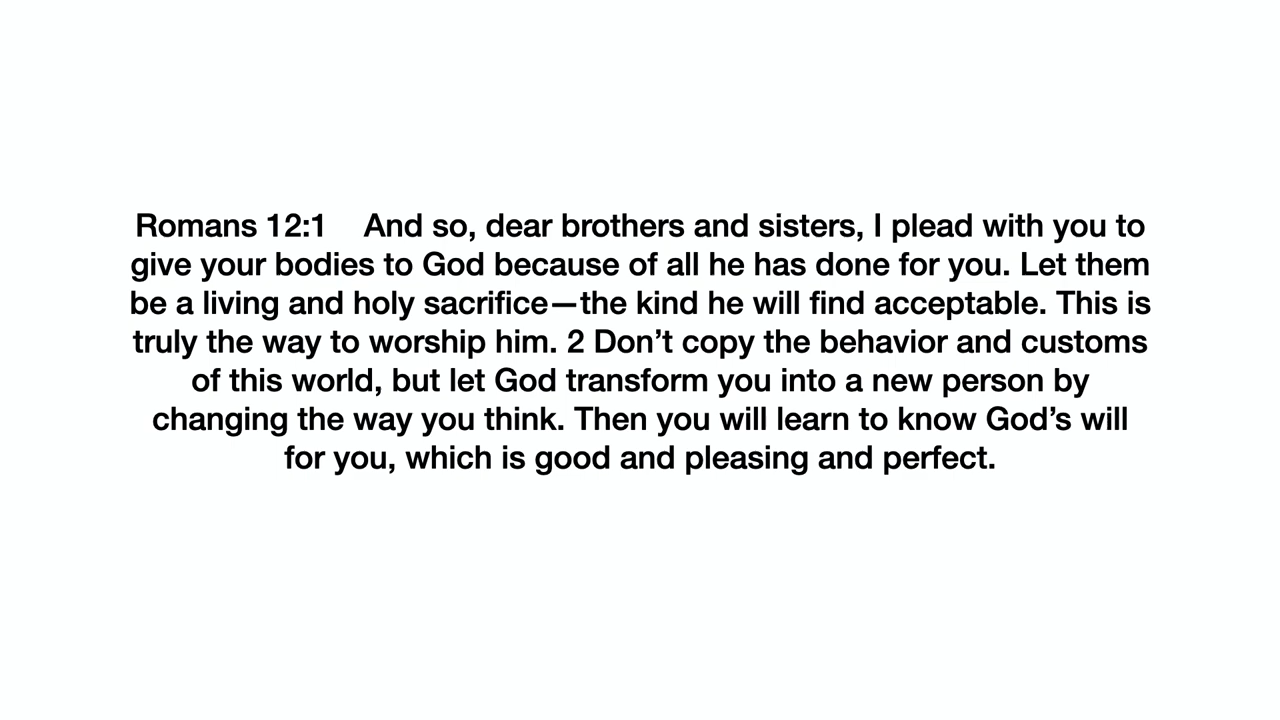 Romans 12:1    And so, dear brothers and sisters, I plead with you to
give your bodies to God because of all he has done for you. Let them
be a living and holy sacrifice—the kind he will find acceptable. This is
truly the way to worship him. 2 Don’t copy the behavior and customs
of this world, but let God transform you into a new person by
changing the way you think. Then you will learn to know God’s will
for you, which is good and pleasing and perfect.